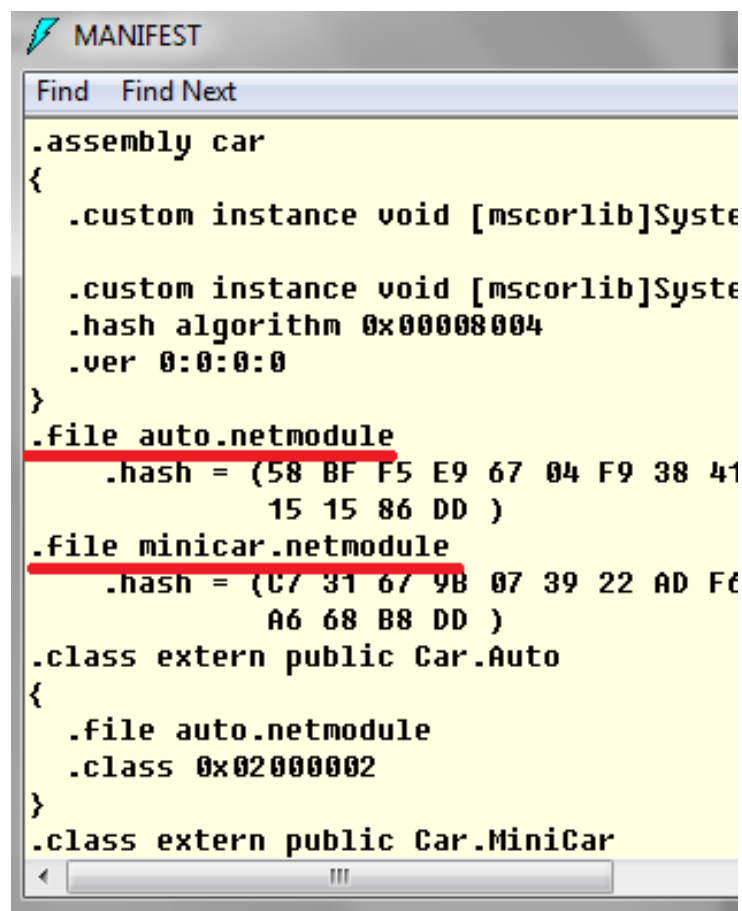 MANIFEST
Find Find Next
.assembly car
{
.custom instance void [mscorlib]Syste
.custom instance void [mscorlib]Syste
.hash algorithm 0x00008004
.ver 0:0:0:0
}
.file auto.netmodule
.hash = (58 BF F5 E9 67 04 F9 38 41
15 15 86 DD )
.file minicar.netmodule
.hash = (C7 31 67 9B 07 39 22 AD F6
A6 68 B8 DD )
.class extern public Car.Auto
{
.file auto.netmodule
.class 0x02000002
}
.class extern public Car.MiniCar